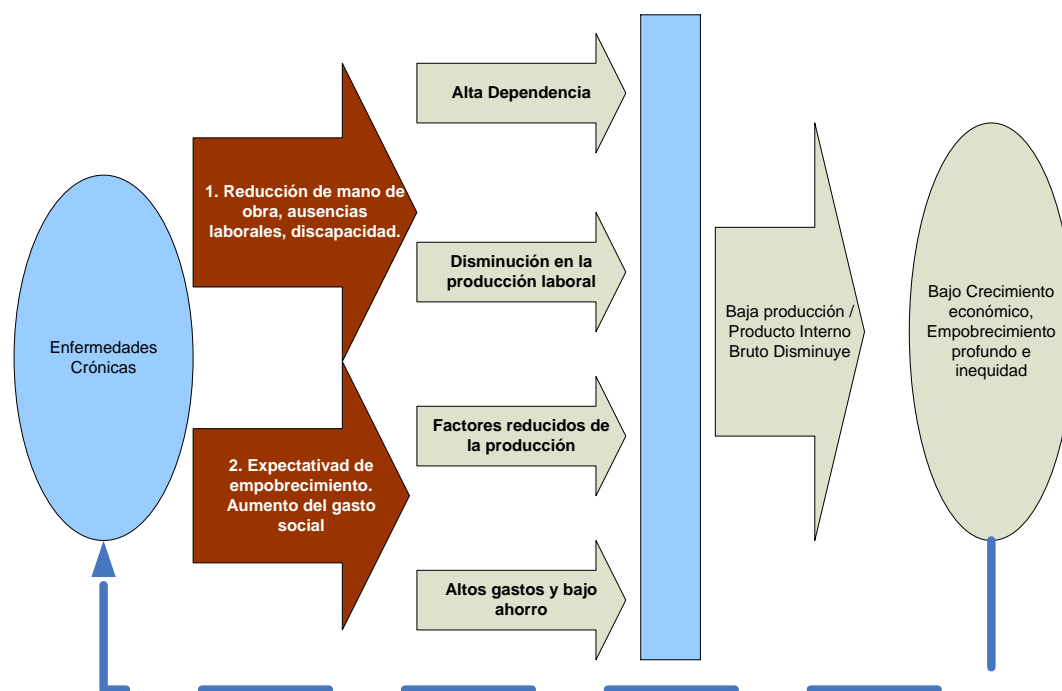 Enfermedades
Crónicas
1. Reducción de mano de
obra, ausencias
laborales, discapacidad.
2. Expectativad de
empobrecimiento.
Aumento del gasto
social
Alta Dependencia
Disminución en la
producción laboral
Factores reducidos de
la producción
Altos gastos y bajo
ahorro
Baja producción /
Producto Interno
Bruto Disminuye
Bajo Crecimiento
económico,
Empobrecimiento
profundo e
inequidad